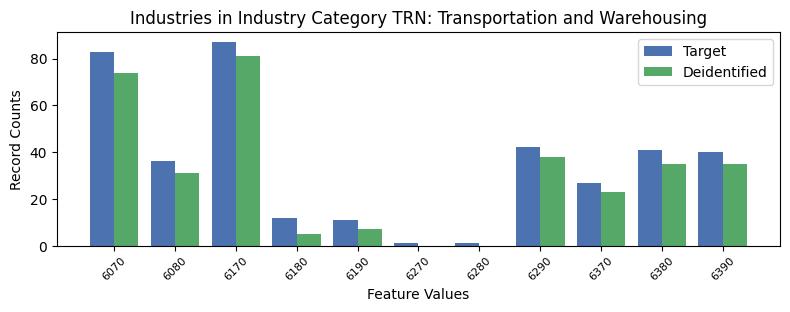 Industries in Industry Category TRN: Transportation and Warehousing
Target
Deidentified
Record Counts
80
60
40
20
0
6070 6080 6170 6180 6190 6270 6280 6290 6370 6380 6390
Feature Values